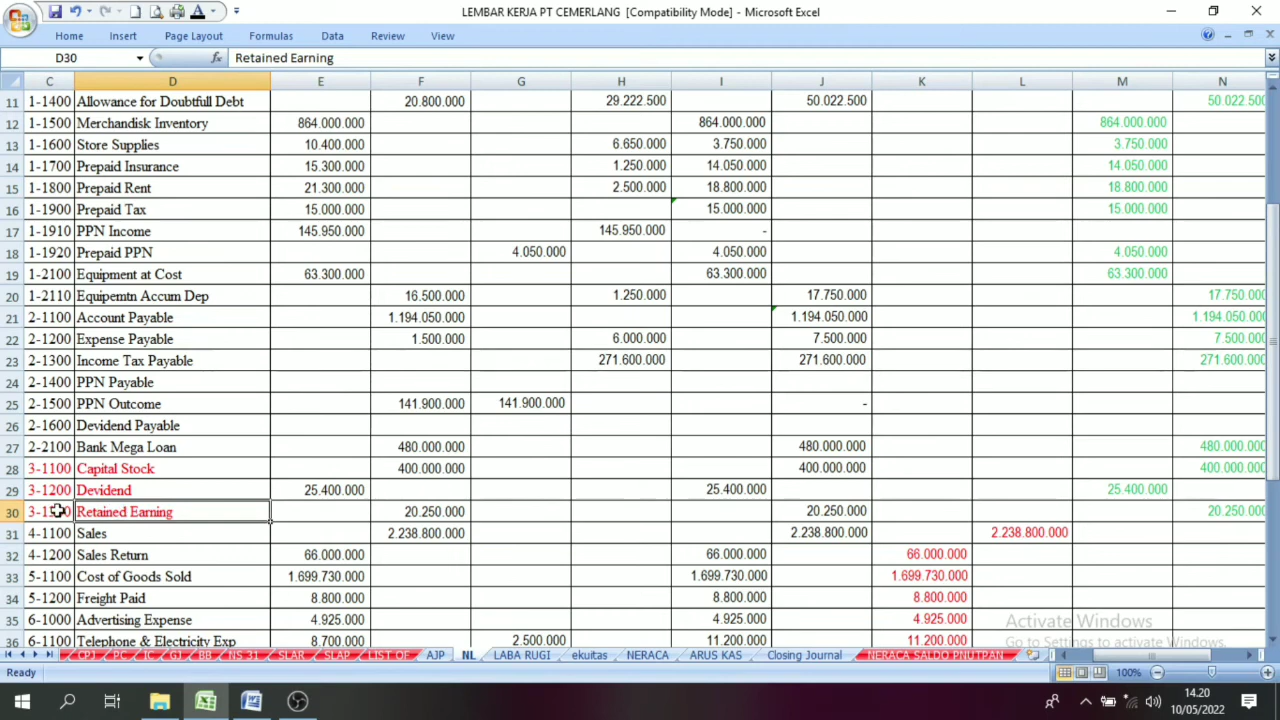 LEMBAR KERJA PT CEMERLANG [Compatibility Mode] - Microsoft Excel
Home Insert Page Layout Formulas Data Review View
D30 fx Retained Earning
C D E F G H I J K L M N
11 1-1400 Allowance for Doubtfull Debt 20.800.000 29.222.500 50.022.500 50.022.500
12 1-1500 Merchandisk Inventory 864.000.000 864.000.000 864.000.000
13 1-1600 Store Supplies 10.400.000 6.650.000 3.750.000 3.750.000
14 1-1700 Prepaid Insurance 15.300.000 1.250.000 14.050.000 14.050.000
15 1-1800 Prepaid Rent 21.300.000 2.500.000 18.800.000 18.800.000
16 1-1900 Prepaid Tax 15.000.000 15.000.000 15.000.000
17 1-1910 PPN Income 145.950.000 145.950.000 -
18 1-1920 Prepaid PPN 4.050.000 4.050.000 4.050.000
19 1-2100 Equipment at Cost 63.300.000 63.300.000 63.300.000
20 1-2110 Equipemtn Accum Dep 16.500.000 1.250.000 17.750.000 17.750.000
21 2-1100 Account Payable 1.194.050.000 1.194.050.000 1.194.050.000
22 2-1200 Expense Payable 1.500.000 6.000.000 7.500.000 7.500.000
23 2-1300 Income Tax Payable 271.600.000 271.600.000 271.600.000
24 2-1400 PPN Payable
25 2-1500 PPN Outcome 141.900.000 141.900.000 -
26 2-1600 Dividend Payable
27 2-2100 Bank Mega Loan 480.000.000 480.000.000 480.000.000
28 3-1100 Capital Stock 400.000.000 400.000.000 400.000.000
29 3-1200 Devidend 25.400.000 25.400.000 25.400.000
30 Retained Earning 20.250.000 20.250.000 20.250.000
31 4-1100 Sales 2.238.800.000 2.238.800.000 2.238.800.000
32 4-1200 Sales Return 66.000.000 66.000.000 66.000.000
33 5-1100 Cost of Goods Sold 1.699.730.000 1.699.730.000 1.699.730.000
34 5-1200 Freight Paid 8.800.000 8.800.000 8.800.000
35 6-1000 Advertising Expense 4.925.000 4.925.000 4.925.000
36 6-1100 Telephone & Electricity Exp 8.700.000 2.500.000 11.200.000 11.200.000
Activate Windows
Go to Settings to activate Windows.
CPJ PC IC GJ BB NS 31 SLAR SLAP LIST OF AJP NL LABA RUGI ekuitas NERACA ARUS KAS Closing Journal NERACA SALDO PNUTPAN
Ready 100%
14.20
10/05/2022